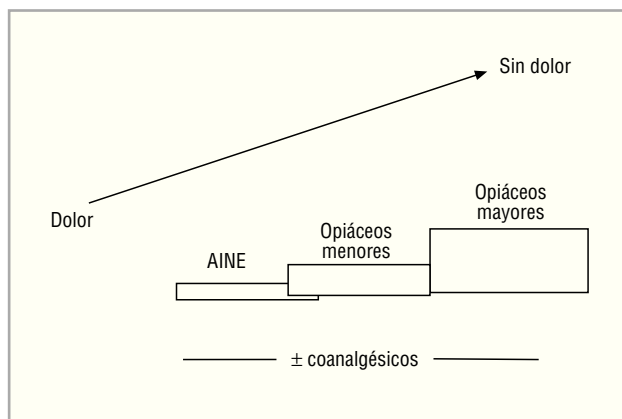 Sin dolor
Dolor
Opiáceos
mayores
Opiáceos
menores
AINE
± coanalgésicos